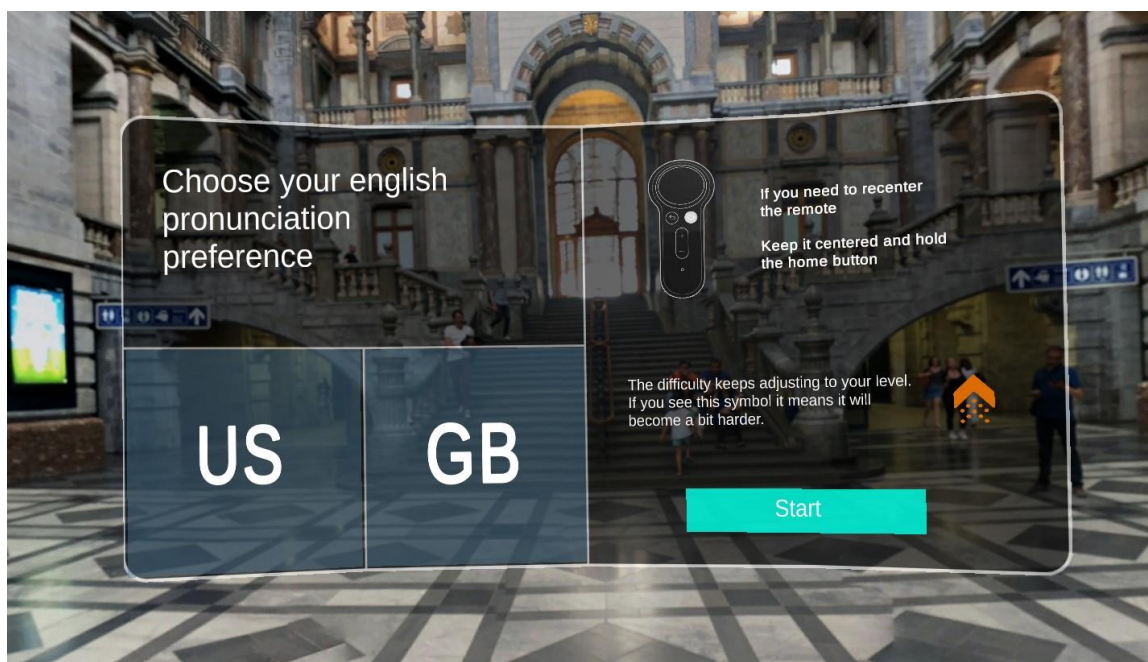 Choose your english
pronunciation
preference
US
GB
If you need to recenter
the remote
Keep it centered and hold
the home button
The difficulty keeps adjusting to your level.
If you see this symbol it means it will
become a bit harder.
Start